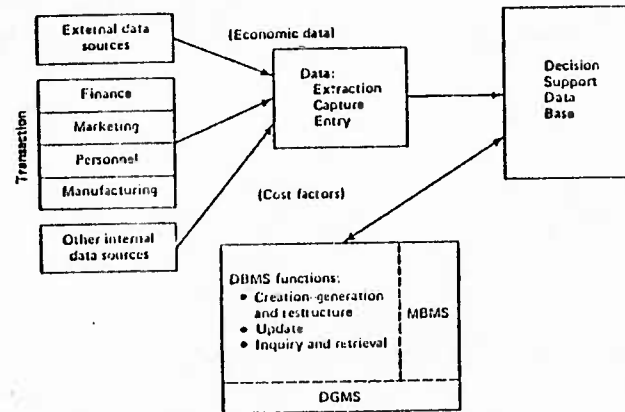 External data
sources
(Economic data)
Transaction
Finance
Marketing
Personnel
Manufacturing
Other internal
data sources
Data:
Extraction
Capture
Entry
(Cost factors)
Decision
Support
Data
Base
DBMS functions:
• Creation-generation
and restructure
• Update
• Inquiry and retrieval
MBMS
DGMS